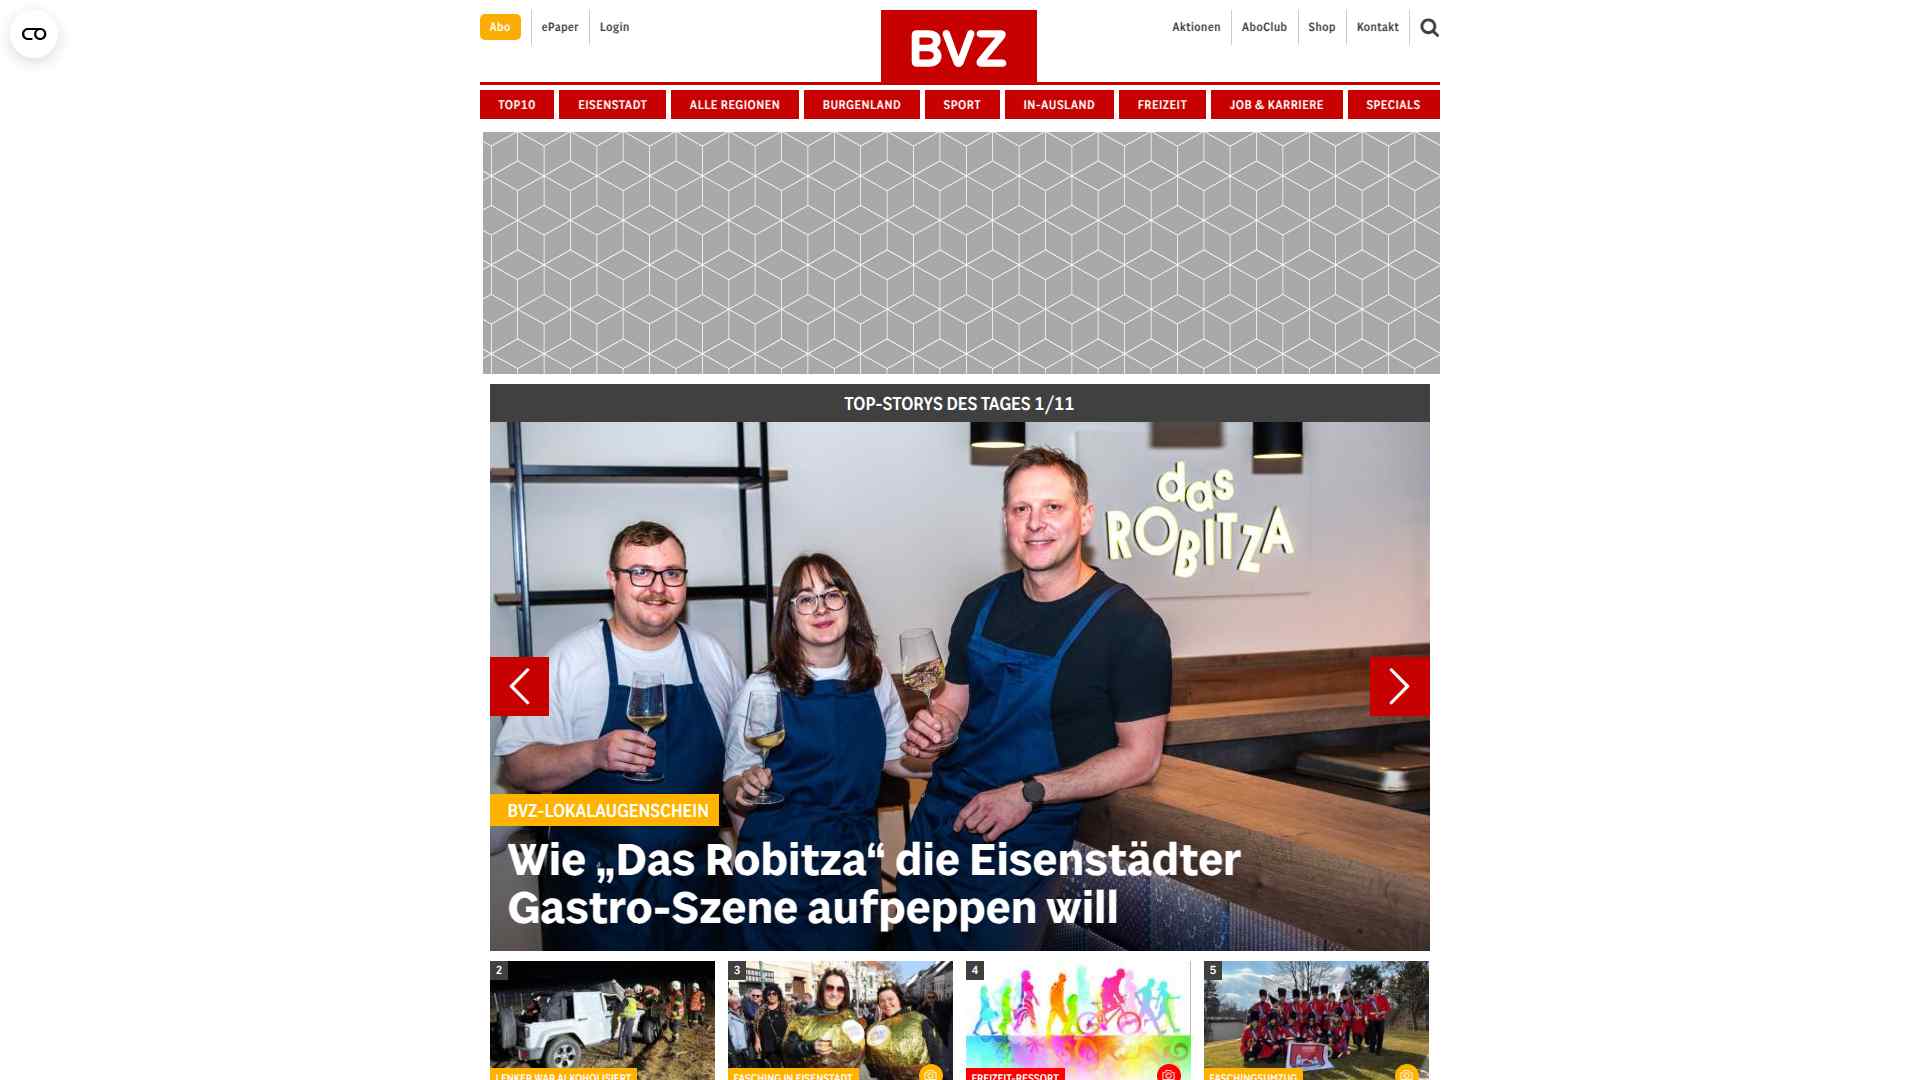 Abo
ePaper
Login
BVZ
Aktionen
AboClub
Shop
Kontakt
TOP10
EISENSTADT
ALLE REGIONEN
BURGENLAND
SPORT
IN-AUSLAND
FREIZEIT
JOB & KARRIERE
SPECIALS
TOP-STORYS DES TAGES 1/11
das
ROBITZA
BVZ-LOKALAUGENSCHEIN
Wie „Das Robitza“ die Eisenstädter
Gastro-Szene aufpeppen will
2
3
4
5
LENKER WAR ALKOHOLISIERT
FASCHING IN EISENSTADT
FREIZEIT-RESSORT
FASCHINGSUMZUG